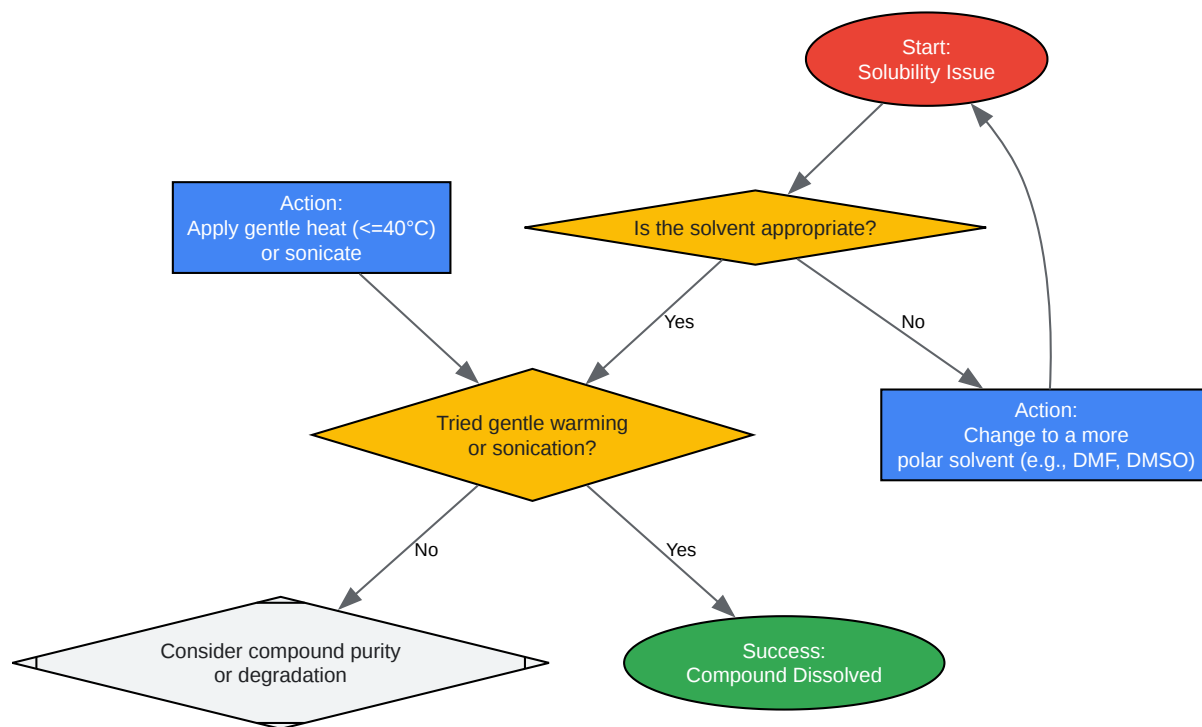 Start:
Solubility Issue
Action:
Apply gentle heat (<=40°C)
or sonicate
Is the solvent appropriate?
Yes
No
Action:
Change to a more
polar solvent (e.g., DMF, DMSO)
Tried gentle warming
or sonication?
No
Yes
Consider compound purity
or degradation
Success:
Compound Dissolved